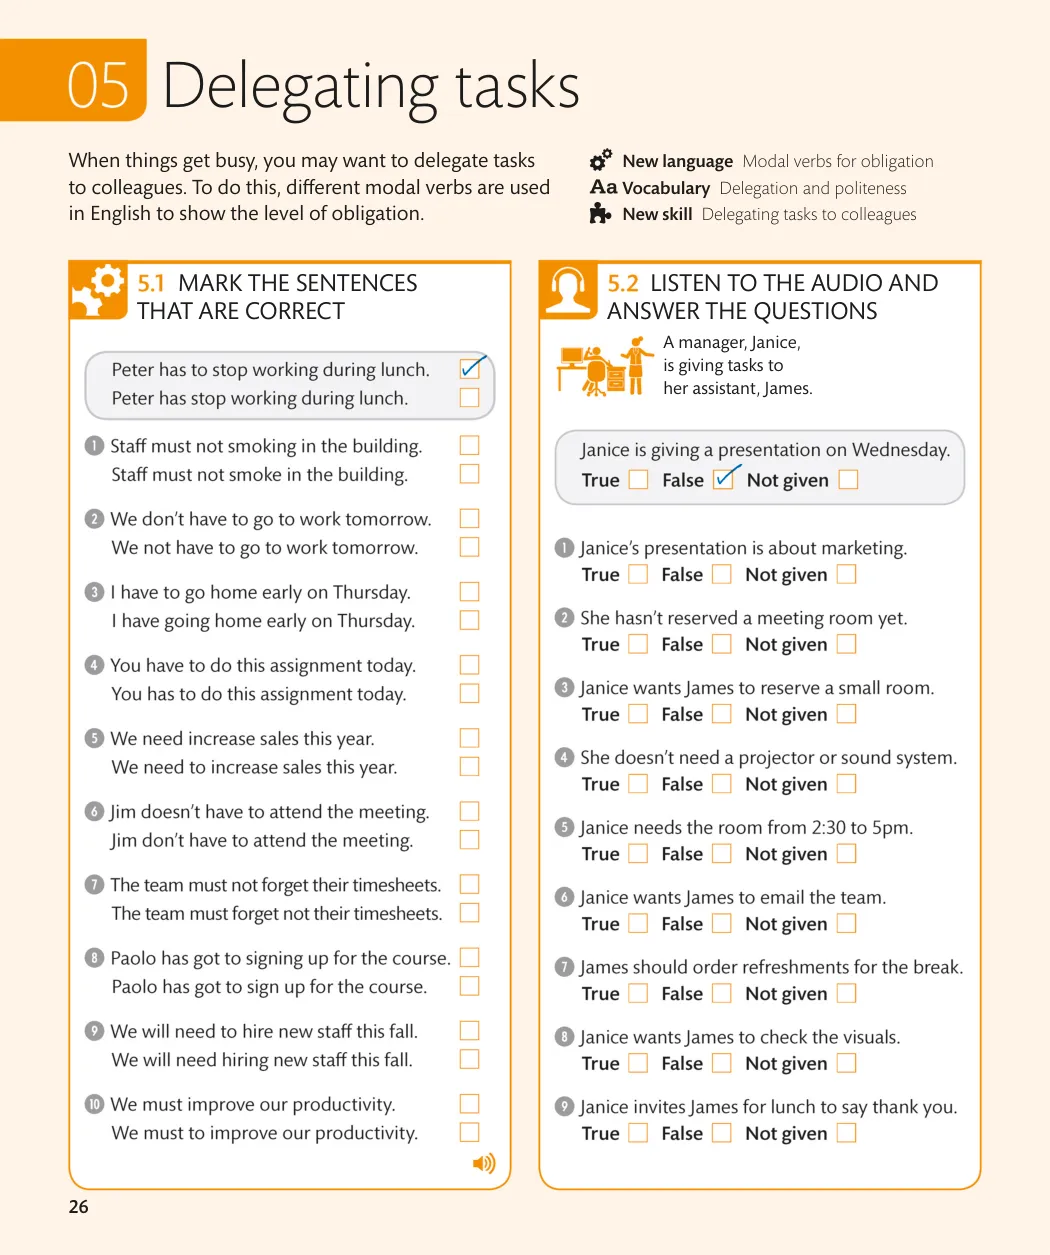 05 Delegating tasks
When things get busy, you may want to delegate tasks
to colleagues. To do this, different modal verbs are used
in English to show the level of obligation.
New language Modal verbs for obligation
Aa Vocabulary Delegation and politeness
New skill Delegating tasks to colleagues
5.1 MARK THE SENTENCES
THAT ARE CORRECT
Peter has to stop working during lunch.
Peter has stop working during lunch.
1 Staff must not smoking in the building.
Staff must not smoke in the building.
2 We don't have to go to work tomorrow.
We not have to go to work tomorrow.
3 I have to go home early on Thursday.
I have going home early on Thursday.
4 You have to do this assignment today.
You has to do this assignment today.
5 We need increase sales this year.
We need to increase sales this year.
6 Jim doesn't have to attend the meeting.
Jim don't have to attend the meeting.
7 The team must not forget their timesheets.
The team must forget not their timesheets.
8 Paolo has got to signing up for the course.
Paolo has got to sign up for the course.
9 We will need to hire new staff this fall.
We will need hiring new staff this fall.
10 We must improve our productivity.
We must to improve our productivity.
5.2 LISTEN TO THE AUDIO AND
ANSWER THE QUESTIONS
A manager, Janice,
is giving tasks to
her assistant, James.
Janice is giving a presentation on Wednesday.
True False Not given
1 Janice's presentation is about marketing.
True False Not given
2 She hasn't reserved a meeting room yet.
True False Not given
3 Janice wants James to reserve a small room.
True False Not given
4 She doesn't need a projector or sound system.
True False Not given
5 Janice needs the room from 2:30 to 5pm.
True False Not given
6 Janice wants James to email the team.
True False Not given
7 James should order refreshments for the break.
True False Not given
8 Janice wants James to check the visuals.
True False Not given
9 Janice invites James for lunch to say thank you.
True False Not given
26